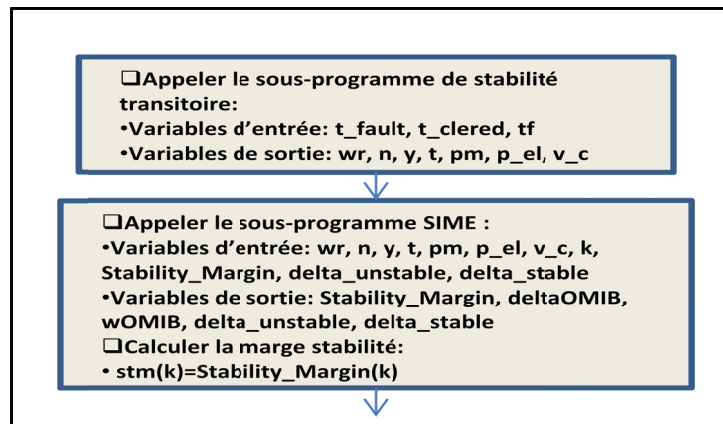 ❑Appeler le sous-programme de stabilité
transitoire:
•Variables d'entrée: t_fault, t_clered, tf
•Variables de sortie: wr, n, y, t, pm, p_el, v_c
❑Appeler le sous-programme SIME :
•Variables d'entrée: wr, n, y, t, pm, p_el, v_c, k,
Stability_Margin, delta_unstable, delta_stable
•Variables de sortie: Stability_Margin, deltaOMIB,
wOMIB, delta_unstable, delta_stable
❑Calculer la marge stabilité:
• stm(k)=Stability_Margin(k)